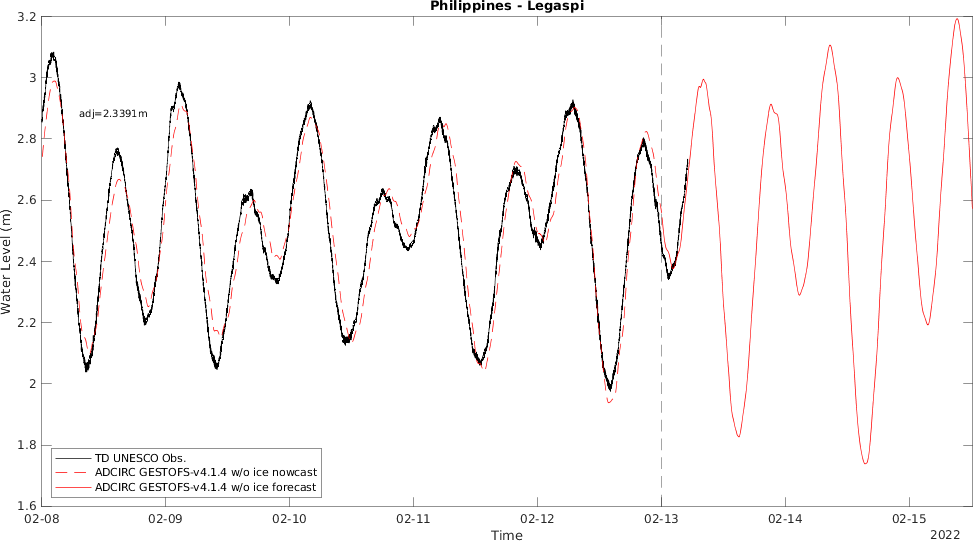 Philippines - Legaspi
3.2
3
2.8
2.6
2.4
2.2
2
1.8
1.6
Water Level (m)
adj=2.3391m
TD UNESCO Obs.
ADCIRC GESTOFS-v4.1.4 w/o ice nowcast
ADCIRC GESTOFS-v4.1.4 w/o ice forecast
02-08 02-09 02-10 02-11 02-12 02-13 02-14 02-15
Time
2022